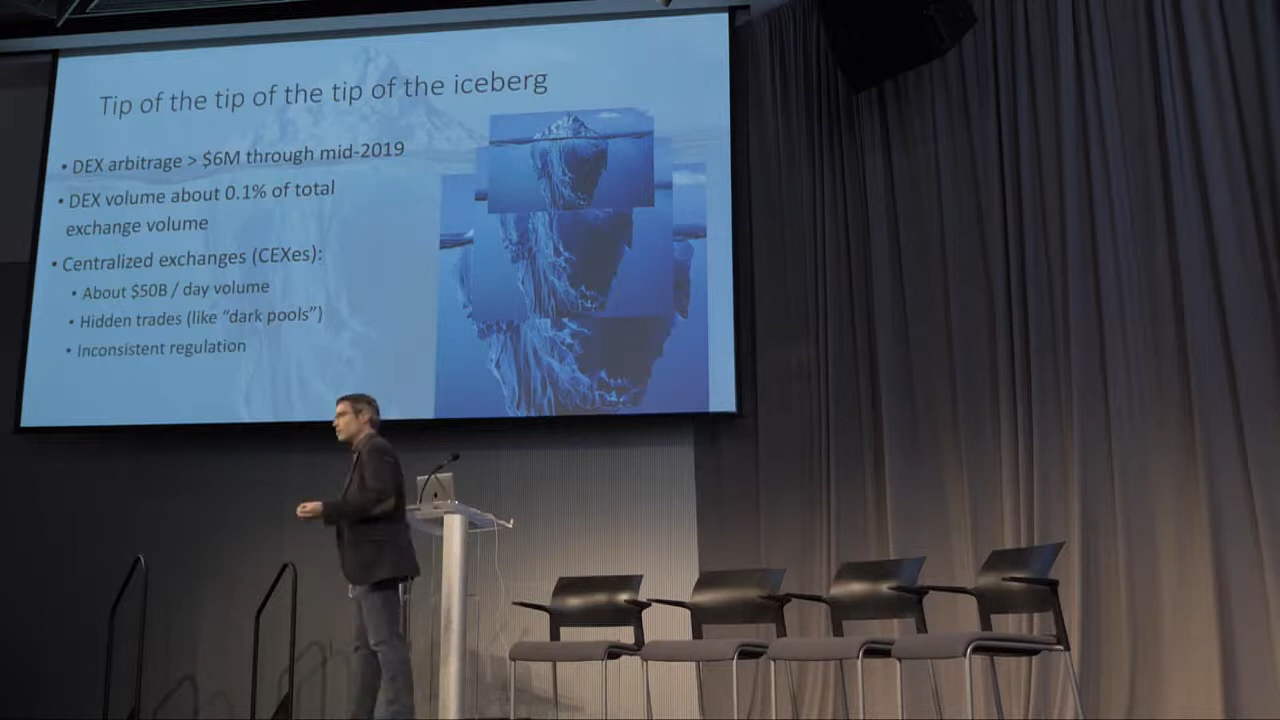 Tip of the tip of the tip of the iceberg
• DEX arbitrage > $6M through mid-2019
• DEX volume about 0.1% of total
exchange volume
• Centralized exchanges (CEXes):
• About $50B / day volume
• Hidden trades (like “dark pools”)
• Inconsistent regulation